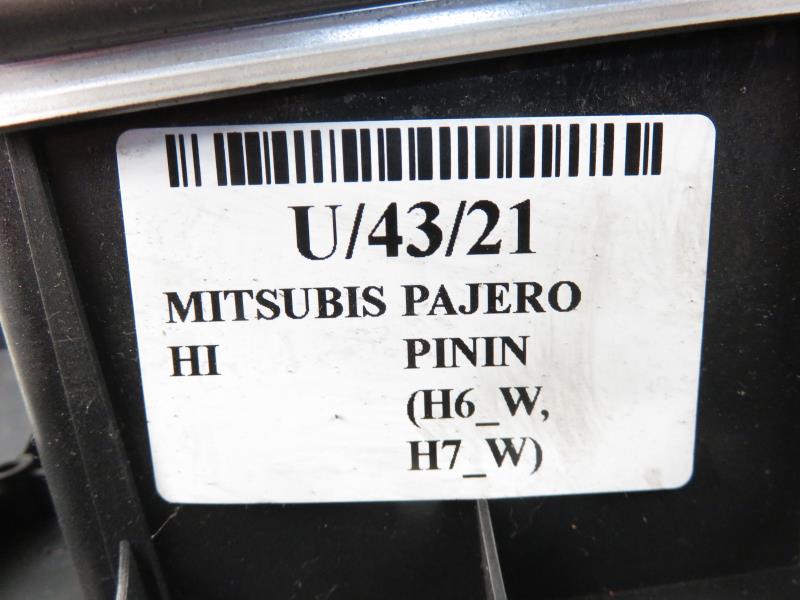 U/43/21
MITSUBIS PAJERO
HI PININ
(H6_W,
H7_W)